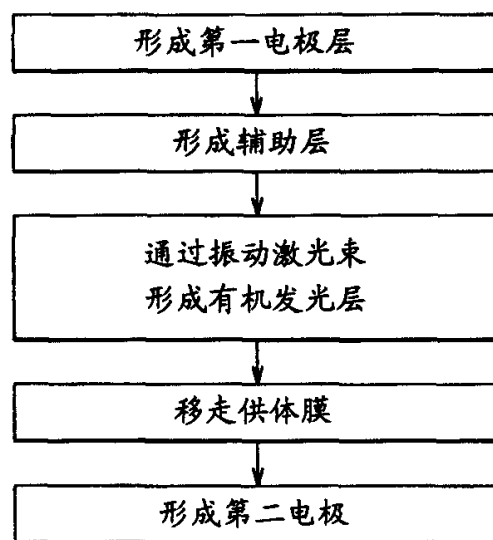 形成第一电极层
形成辅助层
通过振动激光束
形成有机发光层
移走供体膜
形成第二电极